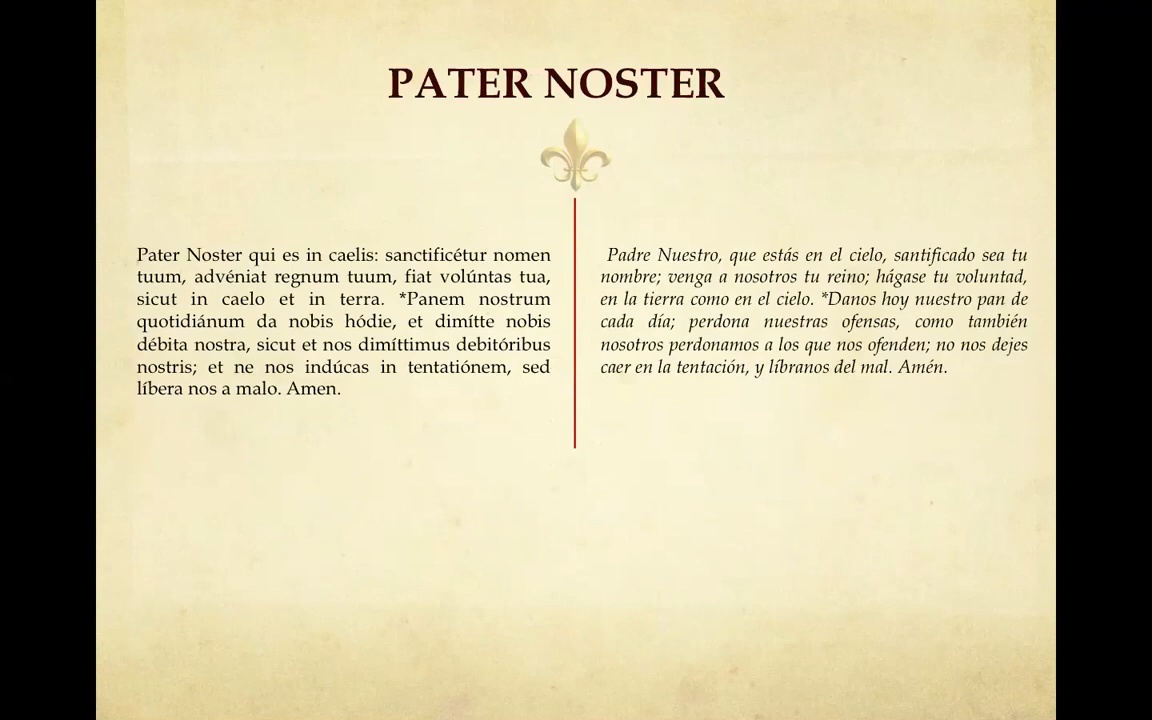 PATER NOSTER
Pater Noster qui es in caelis: sanctificétur nomen
tuum, advéniat regnum tuum, fiat volúntas tua,
sicut in caelo et in terra. *Panem nostrum
quotidiánum da nobis hódie, et dimítte nobis
débita nostra, sicut et nos dimíttimus debitóribus
nostris; et ne nos indúcas in tentatiónem, sed
líbera nos a malo. Amen.
Padre Nuestro, que estás en el cielo, santificado sea tu
nombre; venga a nosotros tu reino; hágase tu voluntad,
en la tierra como en el cielo. *Danos hoy nuestro pan de
cada día; perdona nuestras ofensas, como también
nosotros perdonamos a los que nos ofenden; no nos dejes
caer en la tentación, y líbranos del mal. Amén.